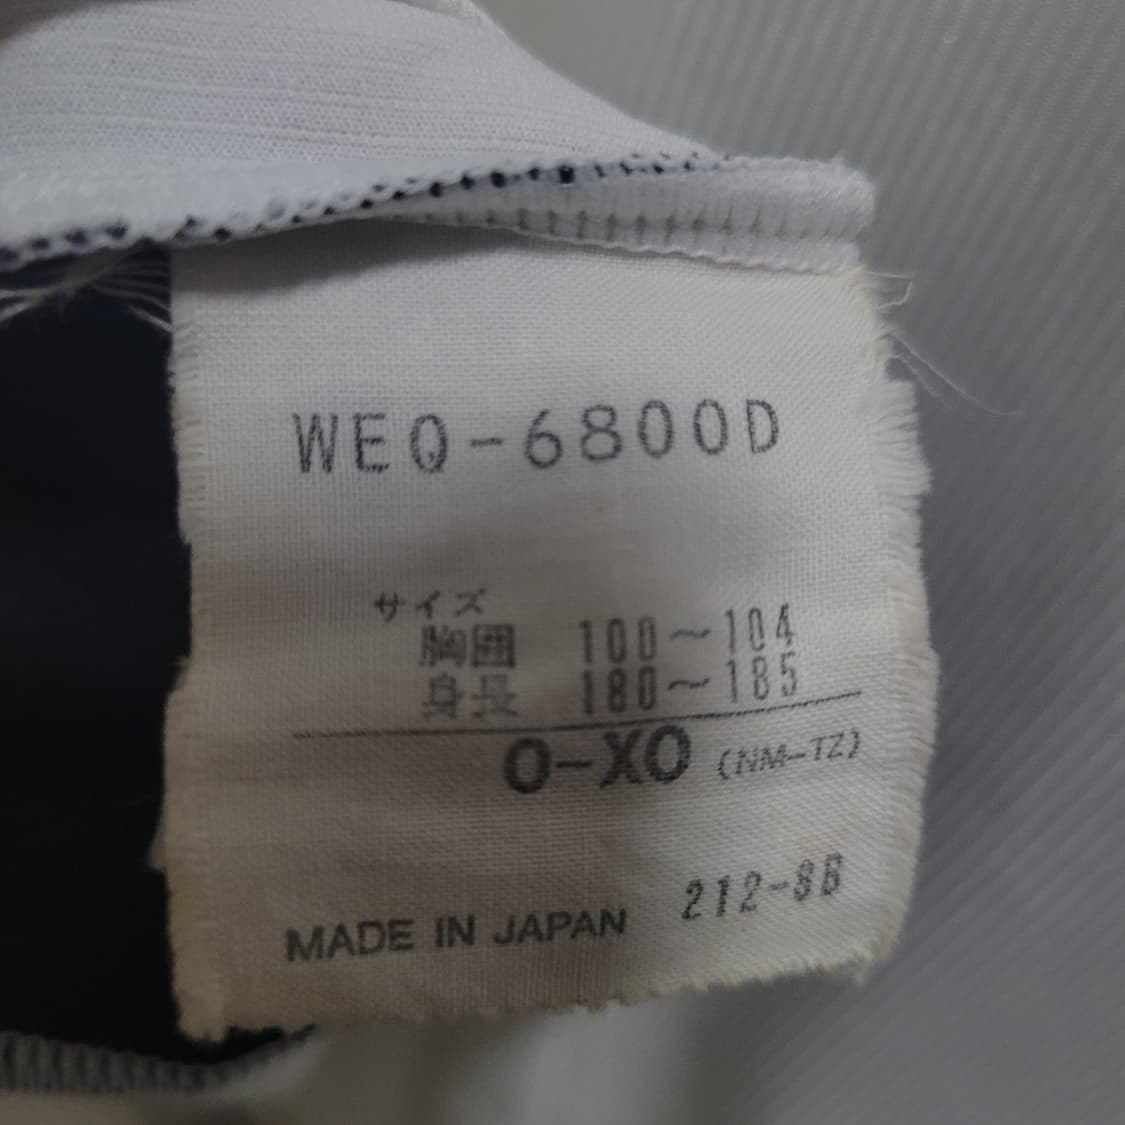 WEQ-6800D
サイズ
胸囲 100～104
身長 180～185
O-XO (NM-TZ)
212-8B
MADE IN JAPAN